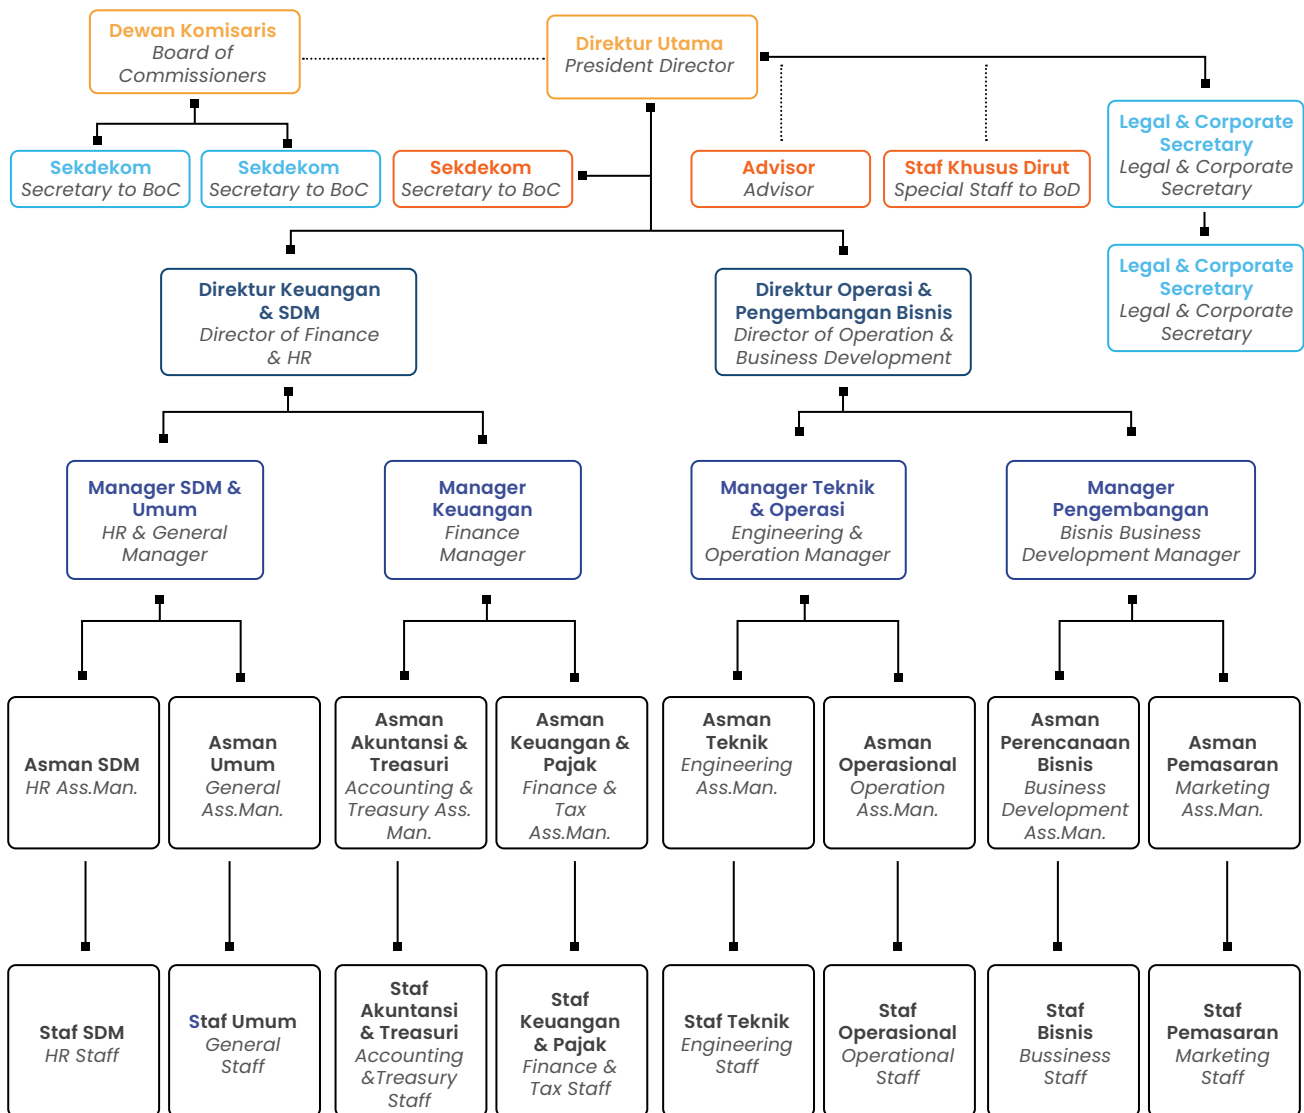 Dewan Komisaris
Board of
Commissioners
Direktur Utama
President Director
Legal & Corporate
Secretary
Legal & Corporate
Secretary
Sekdekom
Secretary to BoC
Sekdekom
Secretary to BoC
Sekdekom
Secretary to BoC
Advisor
Advisor
Staf Khusus Dirut
Special Staff to BoD
Legal & Corporate
Secretary
Legal & Corporate
Secretary
Direktur Keuangan
& SDM
Director of Finance
& HR
Direktur Operasi &
Pengembangan Bisnis
Director of Operation &
Business Development
Manager SDM &
Umum
HR & General
Manager
Manager
Keuangan
Finance
Manager
Manager Teknik
& Operasi
Engineering &
Operation Manager
Manager
Pengembangan
Bisnis Business
Development Manager
Asman SDM
HR Ass.Man.
Asman
Umum
General
Ass.Man.
Asman
Akuntansi &
Treasuri
Accounting &
Treasury Ass.
Man.
Asman
Keuangan &
Pajak
Finance &
Tax
Ass.Man.
Asman
Teknik
Engineering
Ass.Man.
Asman
Operasional
Operation
Ass.Man.
Asman
Perencanaan
Bisnis
Business
Development
Ass.Man.
Asman
Pemasaran
Marketing
Ass.Man.
Staf SDM
HR Staff
Staf Umum
General
Staff
Staf
Akuntansi
& Treasuri
Accounting
&Treasury
Staff
Staf
Keuangan
& Pajak
Finance &
Tax Staff
Staf Teknik
Engineering
Staff
Staf
Operasional
Operational
Staff
Staf
Bisnis
Bussiness
Staff
Staf
Pemasaran
Marketing
Staff